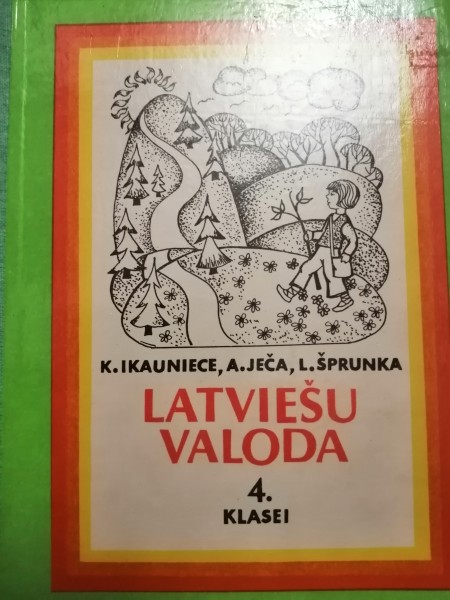 K. IKAUNIECE, A. JEČA, L. ŠPRUNKA
LATVIEŠU
VALODA
4.
KLASEI